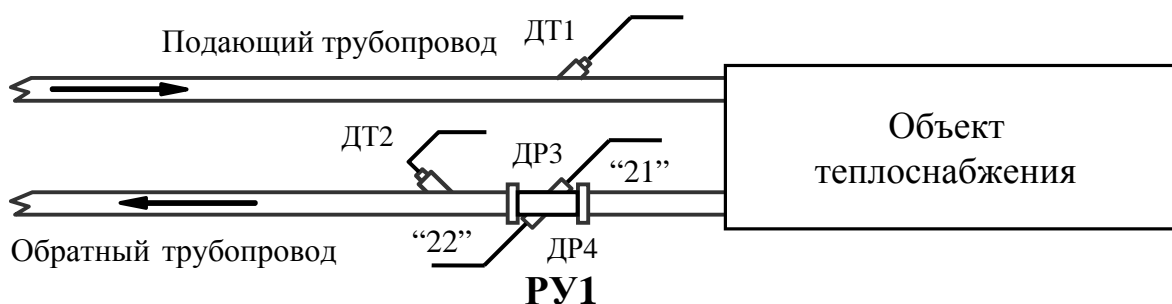 Подающий трубопровод
ДТ1
Объект
теплоснабжения
ДТ2
ДР3
“21”
Обратный трубопровод
“22”
ДР4
РУ1